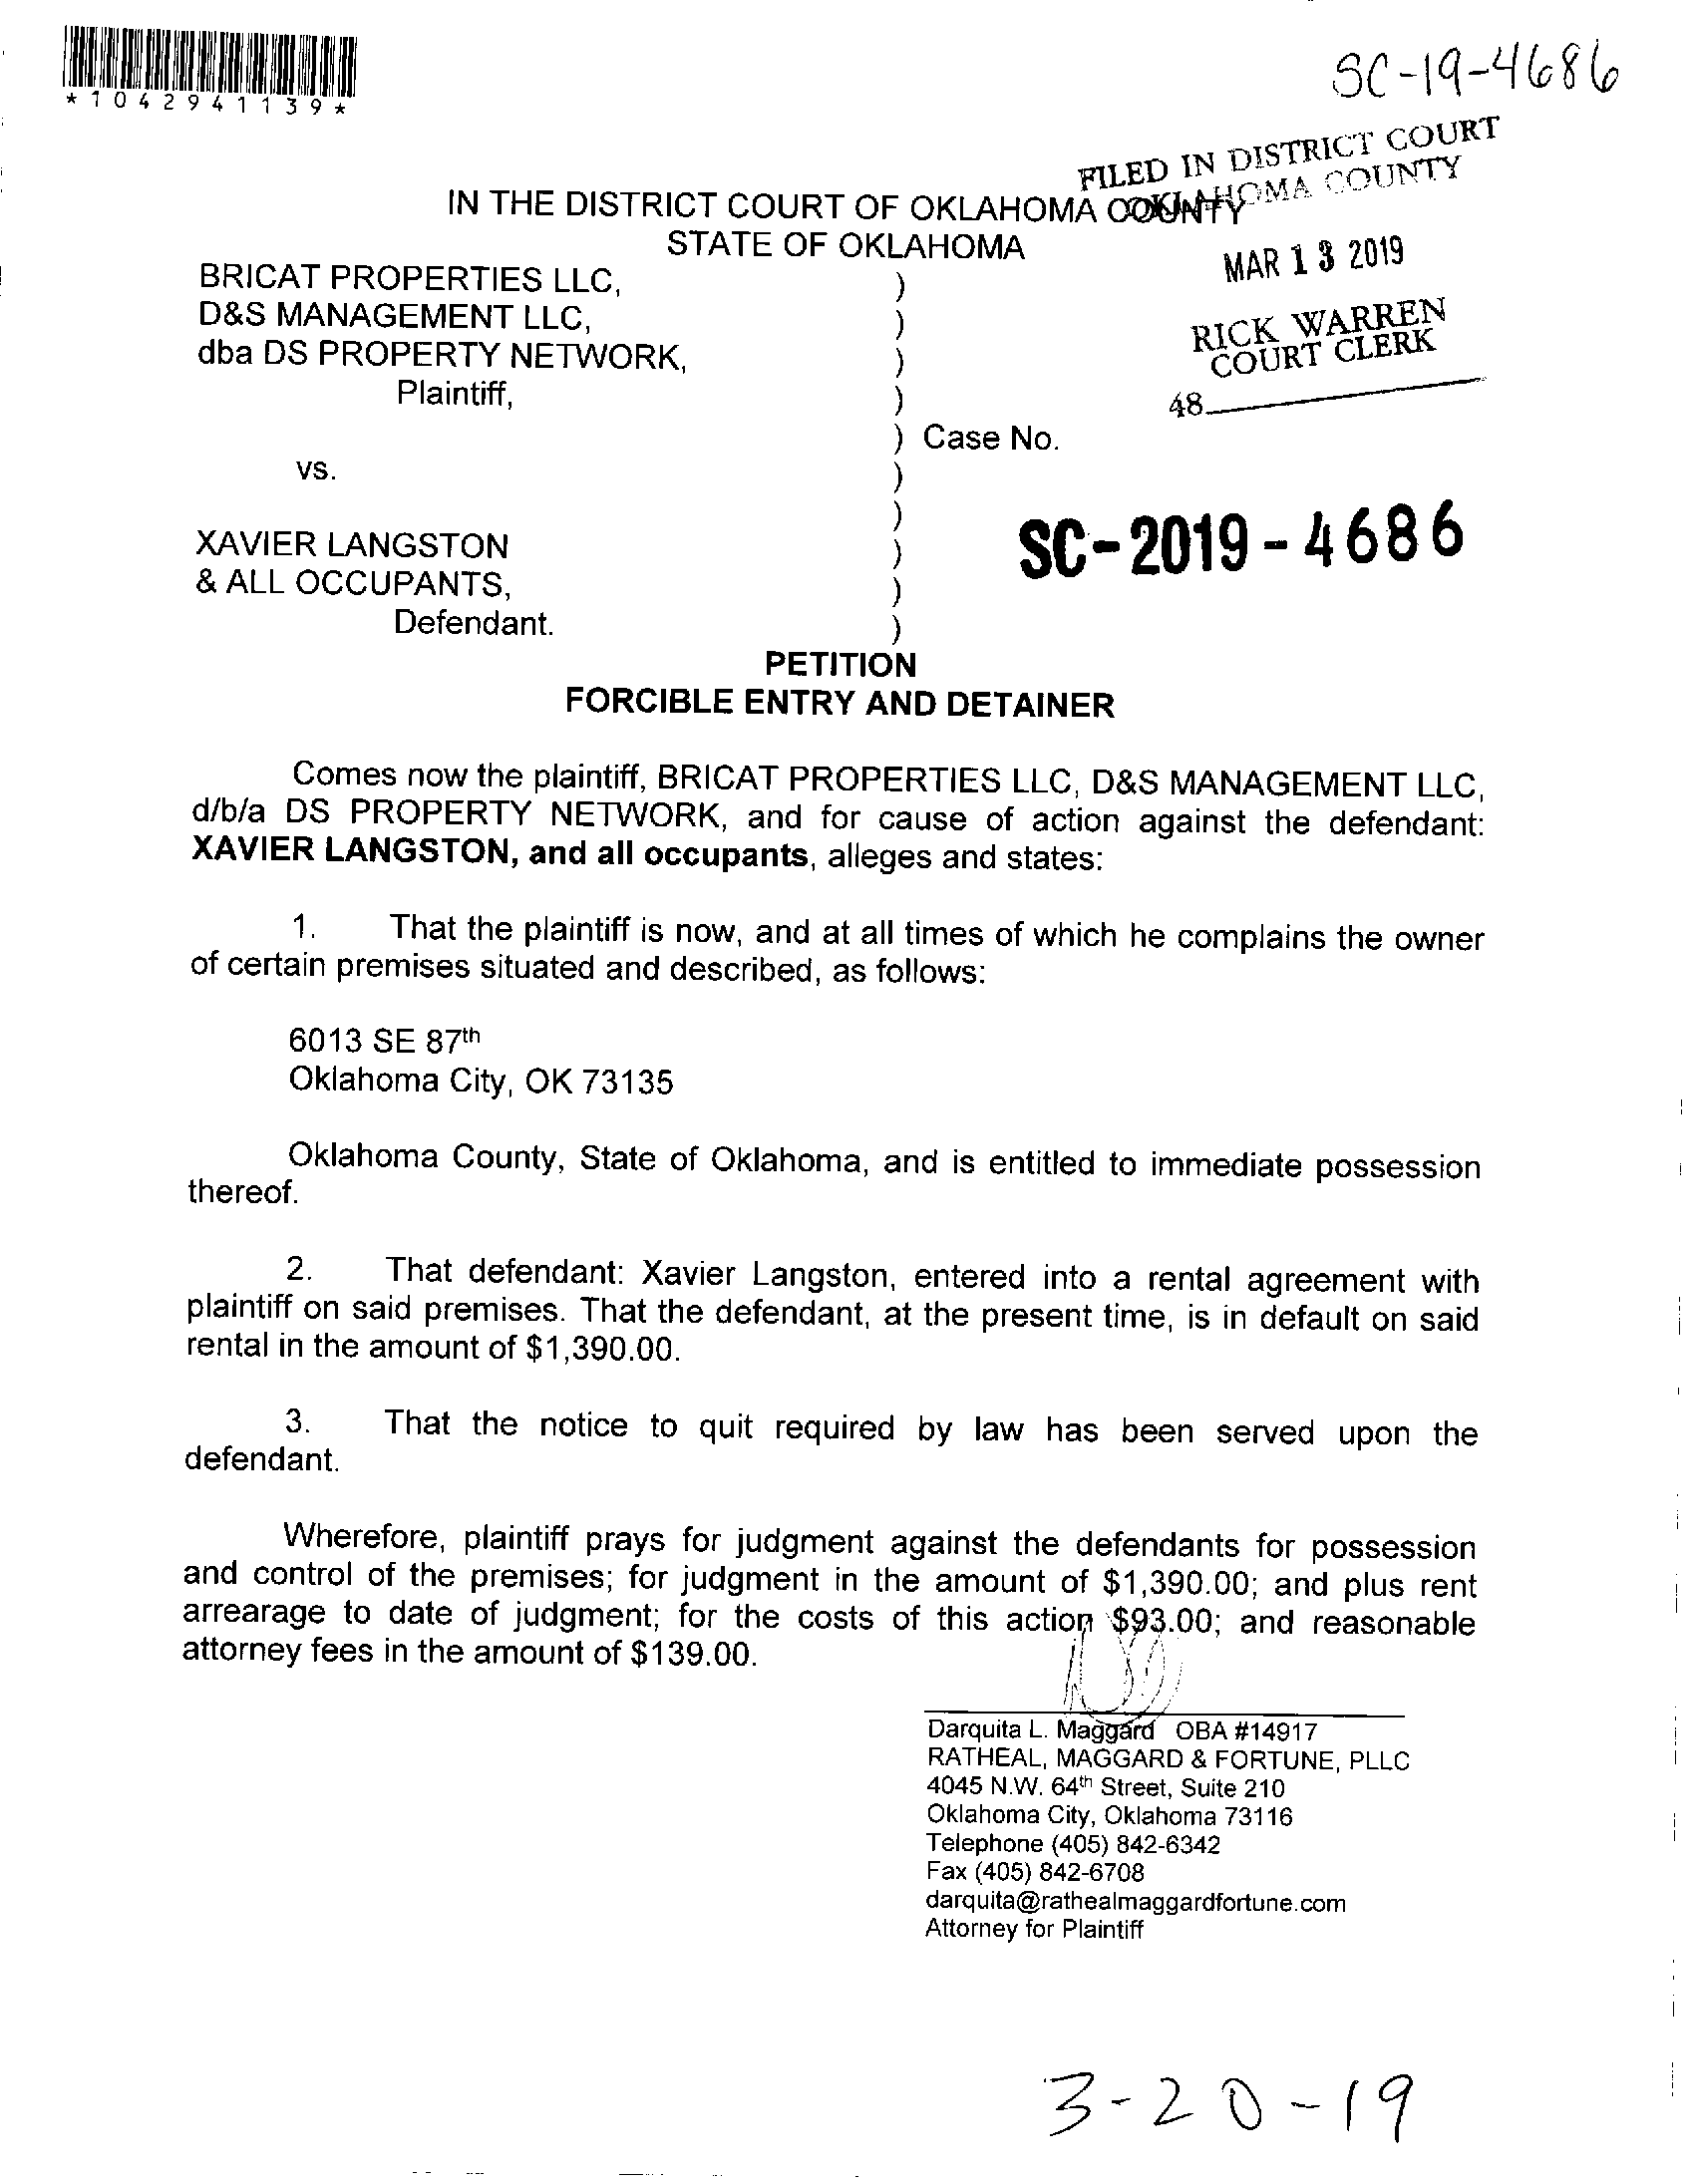 *1042941139*
SC-19-4686
FILED IN DISTRICT COURT
OKLAHOMA COUNTY
IN THE DISTRICT COURT OF OKLAHOMA COUNTY
STATE OF OKLAHOMA
MAR 13 2019
BRICAT PROPERTIES LLC, )
D&S MANAGEMENT LLC, )
dba DS PROPERTY NETWORK, )
RICK WARREN
COURT CLERK
Plaintiff, )
48
) Case No.
vs. )
)
XAVIER LANGSTON )
SC-2019-4686
& ALL OCCUPANTS, )
Defendant. )
PETITION
FORCIBLE ENTRY AND DETAINER
Comes now the plaintiff, BRICAT PROPERTIES LLC, D&S MANAGEMENT LLC,
d/b/a DS PROPERTY NETWORK, and for cause of action against the defendant:
XAVIER LANGSTON, and all occupants, alleges and states:
1. That the plaintiff is now, and at all times of which he complains the owner
of certain premises situated and described, as follows:
6013 SE 87th
Oklahoma City, OK 73135
Oklahoma County, State of Oklahoma, and is entitled to immediate possession
thereof.
2. That defendant: Xavier Langston, entered into a rental agreement with
plaintiff on said premises. That the defendant, at the present time, is in default on said
rental in the amount of $1,390.00.
3. That the notice to quit required by law has been served upon the
defendant.
Wherefore, plaintiff prays for judgment against the defendants for possession
and control of the premises; for judgment in the amount of $1,390.00; and plus rent
arrearage to date of judgment; for the costs of this action $93.00; and reasonable
attorney fees in the amount of $139.00.
Darquita L. Maggard OBA #14917
RATHEAL, MAGGARD & FORTUNE, PLLC
4045 N.W. 64th Street, Suite 210
Oklahoma City, Oklahoma 73116
Telephone (405) 842-6342
Fax (405) 842-6708
darquita@rathealmaggardfortune.com
Attorney for Plaintiff
3-20-19